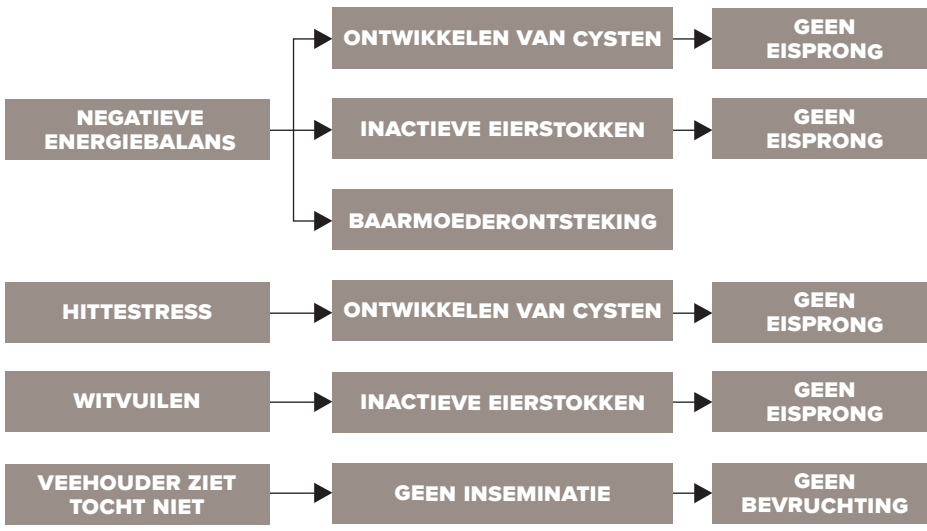 ONTWIKKELEN VAN CYSTEN
GEEN
EISPRONG
NEGATIEVE
ENERGIEBALANS
INACTIEVE EIERSTOKKEN
GEEN
EISPRONG
BAARMOEDERONTSTEKING
HITTESTRESS
ONTWIKKELEN VAN CYSTEN
GEEN
EISPRONG
WITVUILEN
INACTIEVE EIERSTOKKEN
GEEN
EISPRONG
VEEHOUDER ZIET
TOCHT NIET
GEEN INSEMINATIE
GEEN
BEVRUCHTING